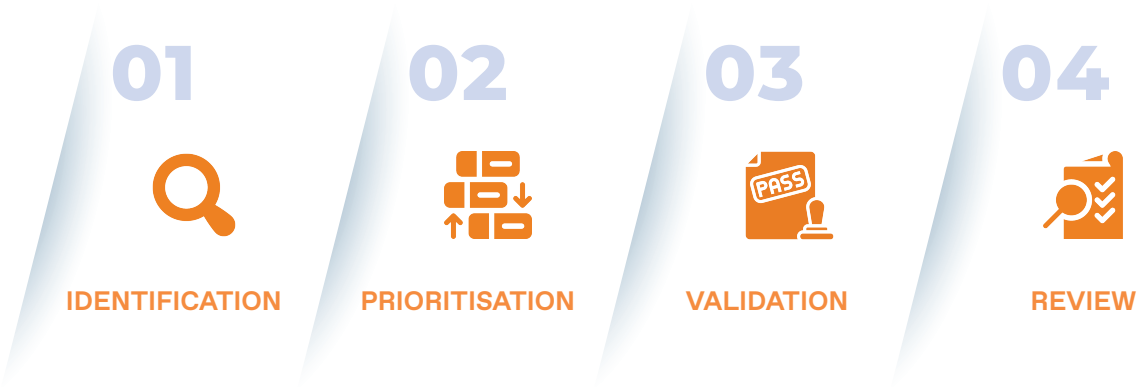 01
02
03
04
PASS
IDENTIFICATION
PRIORITISATION
VALIDATION
REVIEW